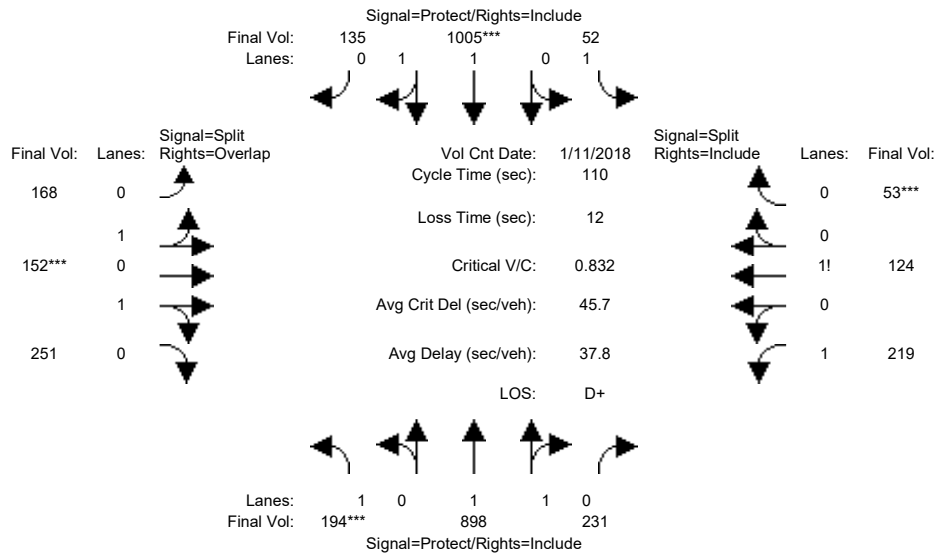 Signal=Protect/Rights=Include
Final Vol: 135 1005*** 52
Lanes: 0 1 1 0 1
Signal=Split
Rights=Overlap
Final Vol: Lanes:
Vol Cnt Date: 1/11/2018
Signal=Split
Rights=Include
Lanes: Final Vol:
Cycle Time (sec): 110
168 0
0 53***
Loss Time (sec): 12
1
0
152*** 0
Critical V/C: 0.832
1! 124
1
Avg Crit Del (sec/veh): 45.7
0
251 0
Avg Delay (sec/veh): 37.8
1 219
LOS: D+
Lanes: 1 0 1 1 0
Final Vol: 194*** 898 231
Signal=Protect/Rights=Include